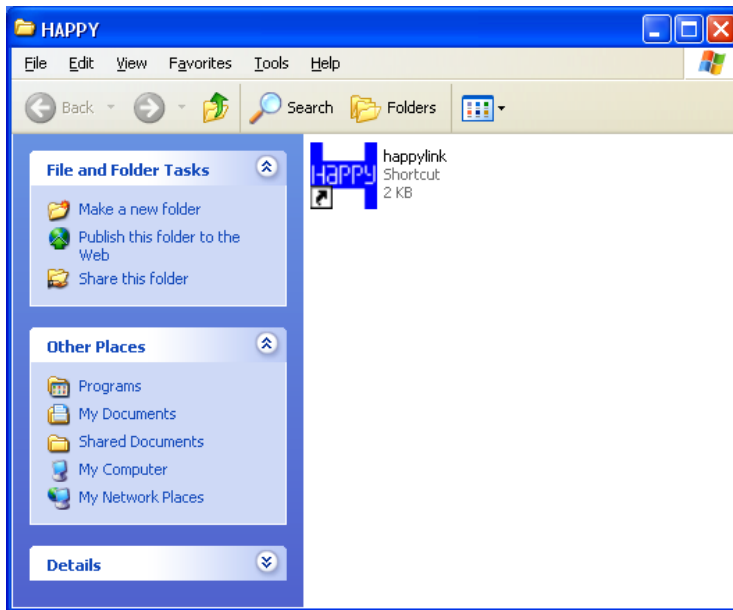 HAPPY
File Edit View Favorites Tools Help
Back Search Folders
File and Folder Tasks
Make a new folder
Publish this folder to the
Web
Share this folder
Other Places
Programs
My Documents
Shared Documents
My Computer
My Network Places
Details
HAPPY
happylink
Shortcut
2 KB